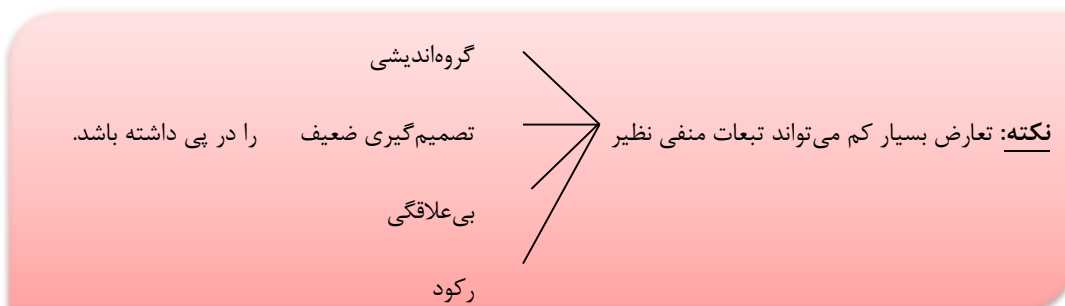 گروه‌اندیشی
نکته: تعارض بسیار کم می‌تواند تبعات منفی نظیر تصمیم‌گیری ضعیف را در پی داشته باشد.
بی‌علاقگی
رکود